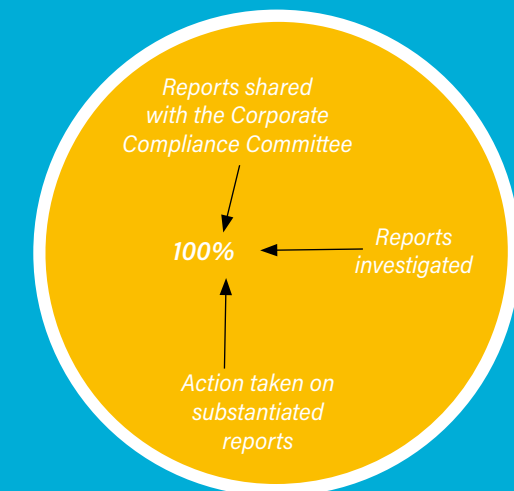 Reports shared
with the Corporate
Compliance Committee
100%
Reports
investigated
Action taken on
substantiated
reports